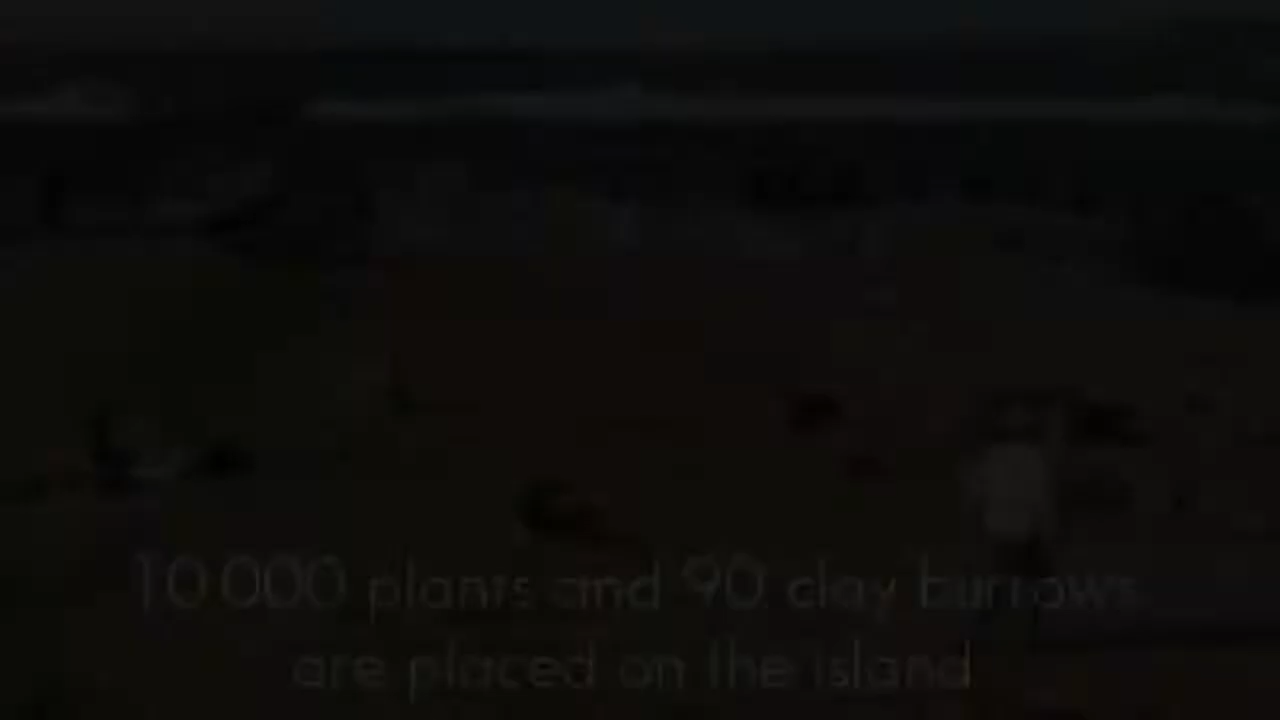 10 000 plants and 90 clay burrows
are placed on the island